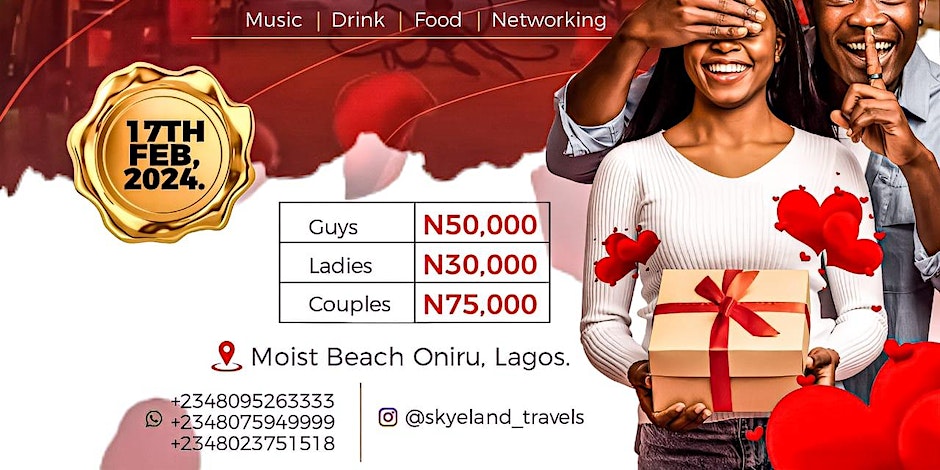 Music | Drink | Food | Networking
17TH
FEB,
2024.
Guys N50,000
Ladies N30,000
Couples N75,000
Moist Beach Oniru, Lagos.
+2348095263333
+2348075949999
+2348023751518
@skyeland_travels